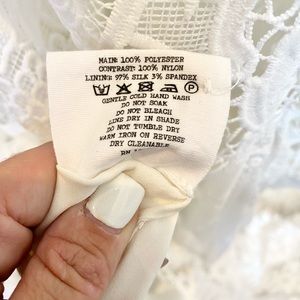 MAIN: 100% POLYESTER
CONTRAST: 100% NYLON
LINING: 97% SILK 3% SPANDEX
GENTLE COLD HAND WASH
DO NOT SOAK
DO NOT BLEACH
LINE DRY IN SHADE
DO NOT TUMBLE DRY
WARM IRON ON REVERSE
DRY CLEANABLE
RN